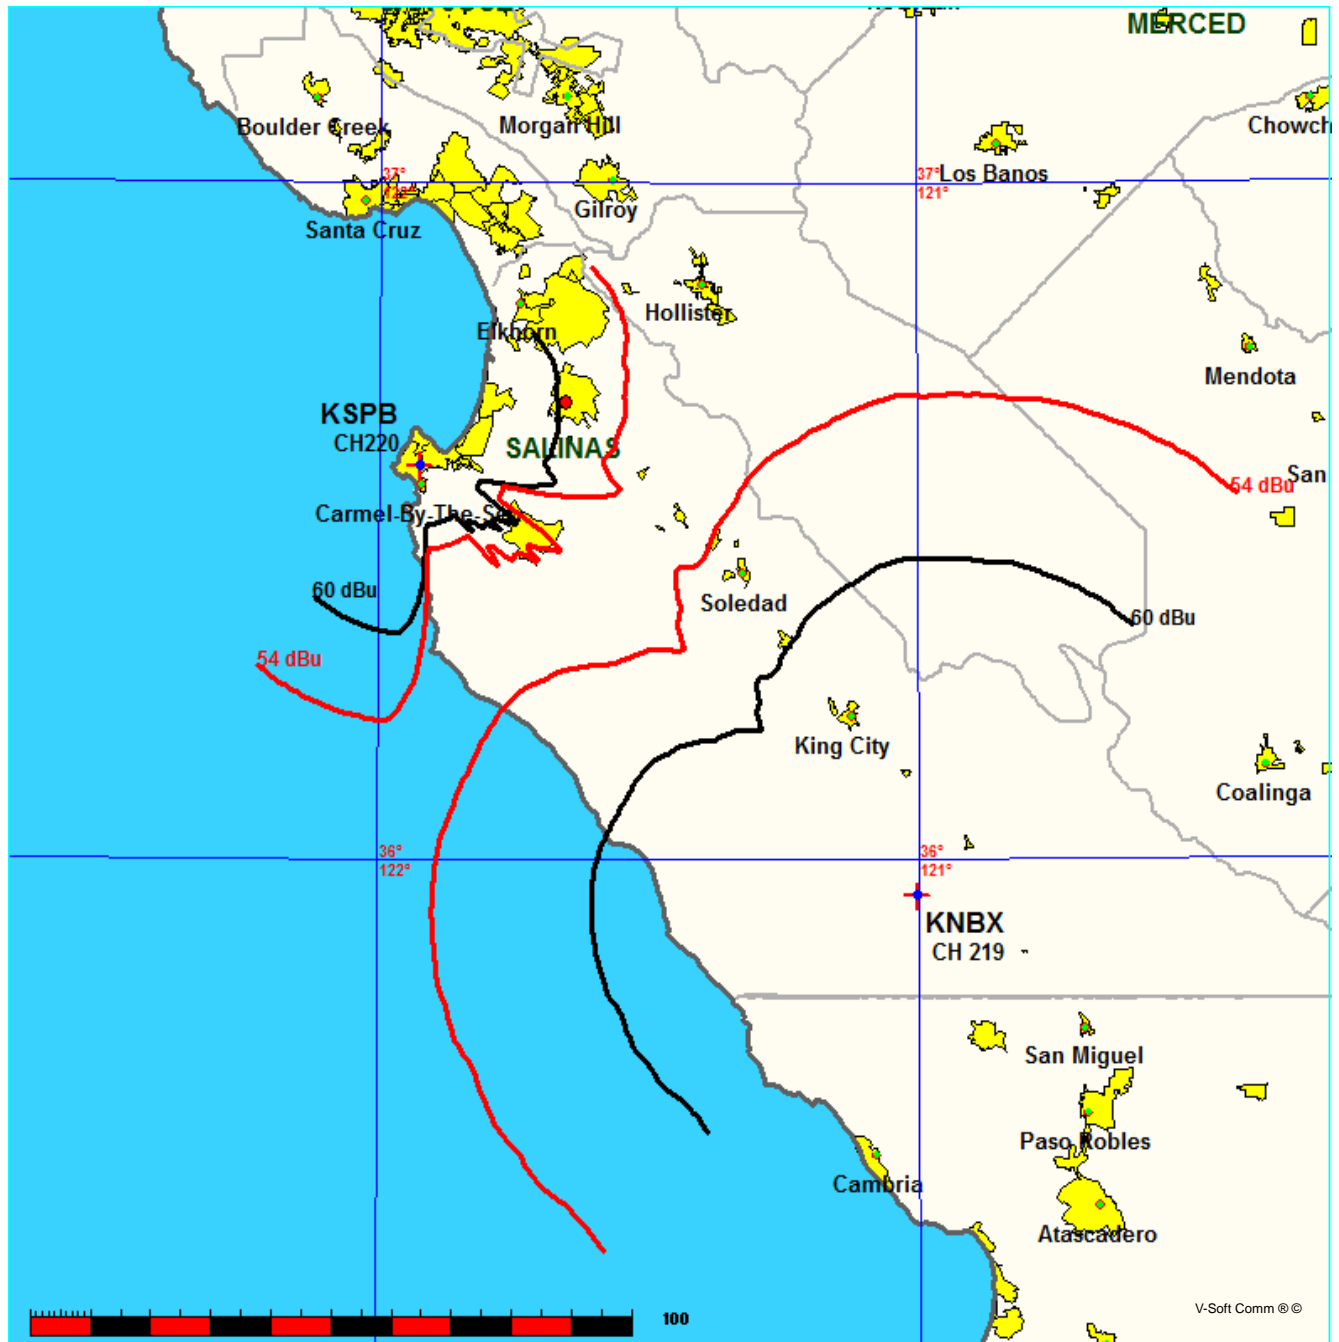 MERCED
Boulder Creek
Morgan Hill
Chowch
37°
122°
37°
121°
Los Banos
Gilroy
Santa Cruz
Hollister
Elkhorn
Mendota
KSPB
CH220
SALINAS
San
54 dBu
Carmel-By-The-Se
60 dBu
Soledad
60 dBu
54 dBu
King City
Coalinga
36°
122°
36°
121°
KNBX
CH 219
San Miguel
Paso Robles
Cambria
Atascadero
V-Soft Comm ® ©
100